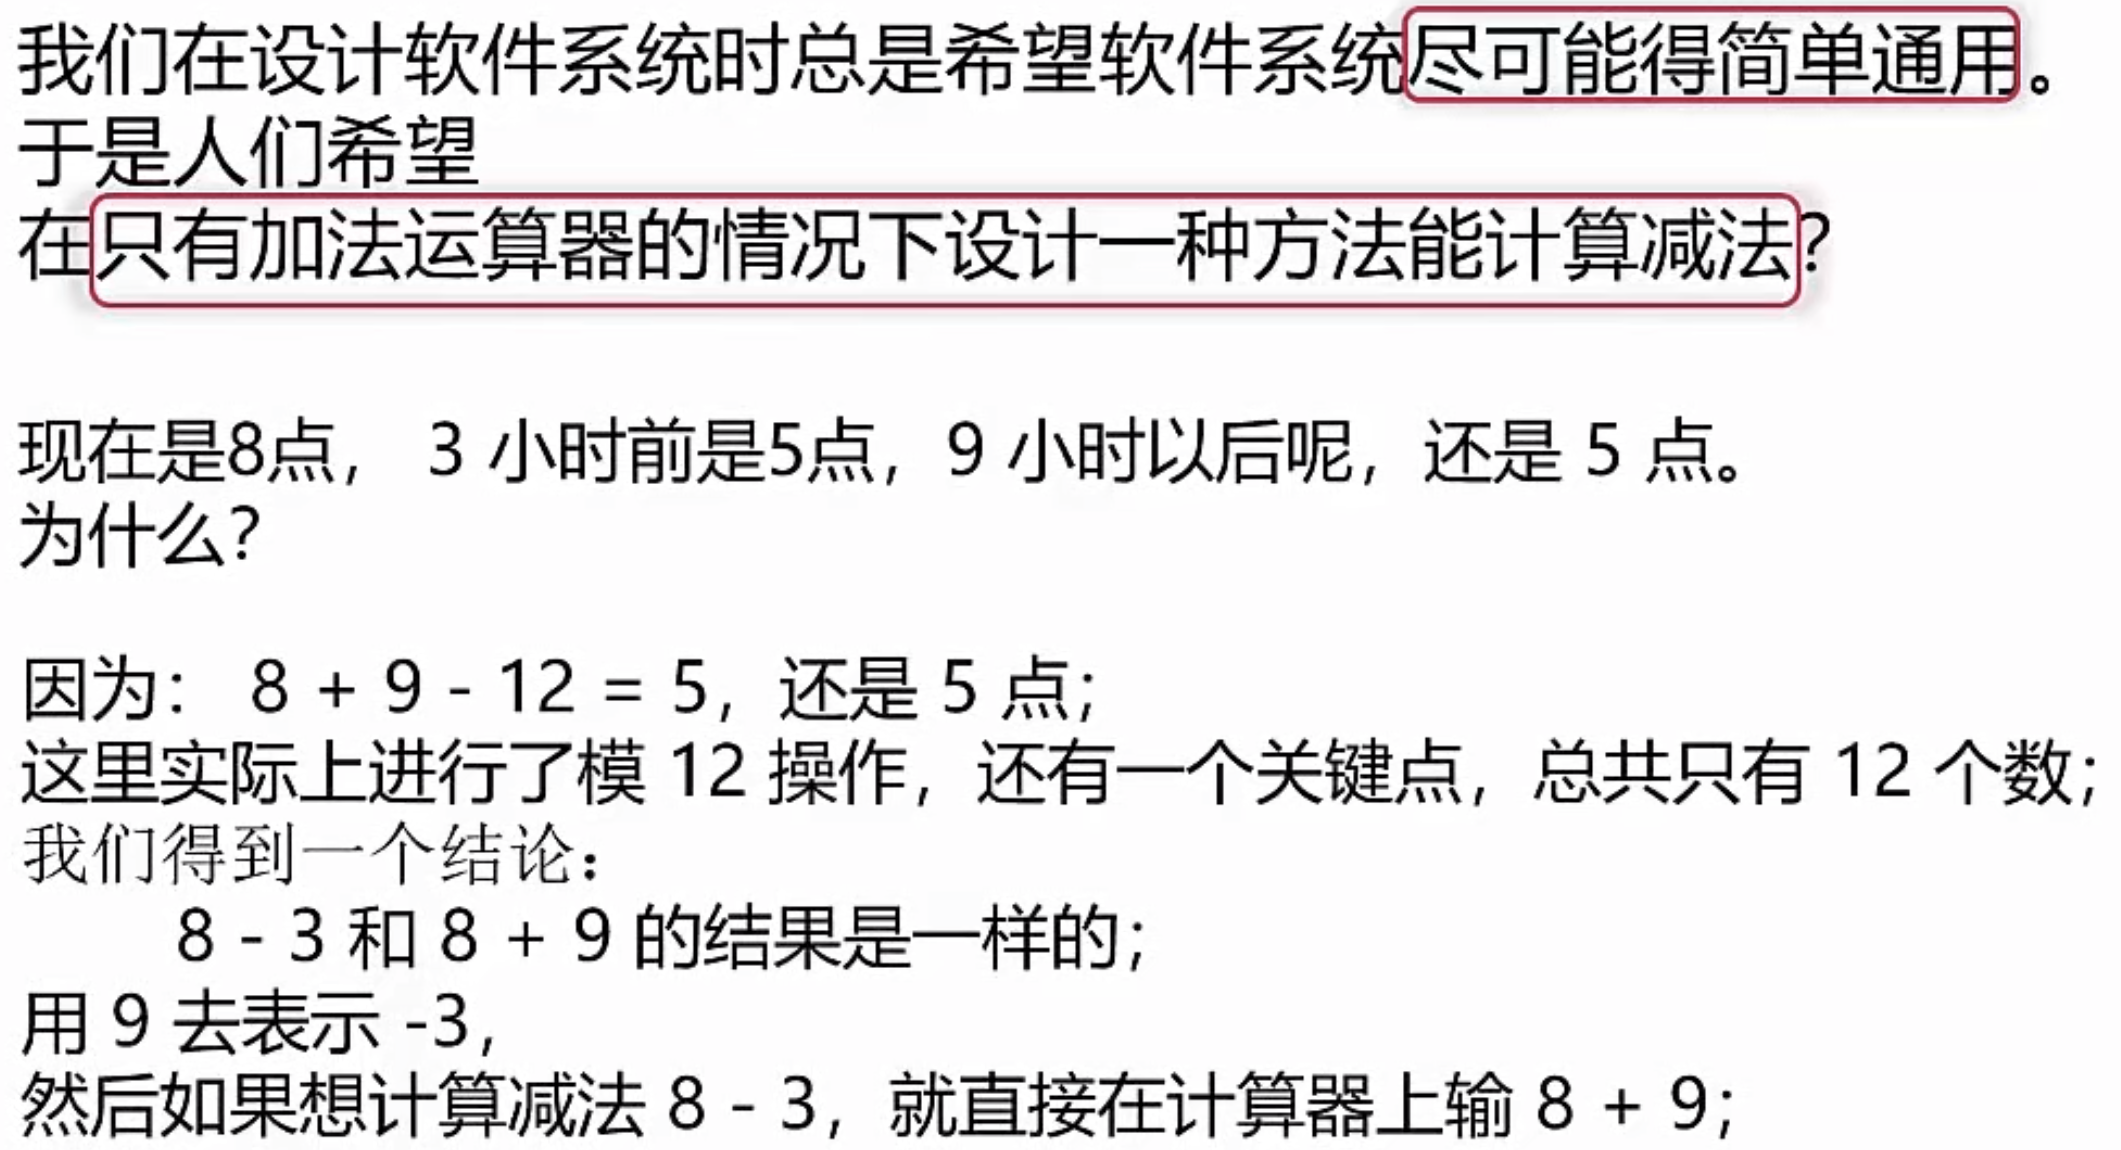 我们在设计软件系统时总是希望软件系统尽可能得简单通用。
于是人们希望
在只有加法运算器的情况下设计一种方法能计算减法？
现在是8点， 3 小时前是5点，9 小时以后呢，还是 5 点。
为什么？
因为： 8 + 9 - 12 = 5，还是 5 点；
这里实际上进行了模 12 操作，还有一个关键点，总共只有 12 个数；
我们得到一个结论：
8 - 3 和 8 + 9 的结果是一样的；
用 9 去表示 -3，
然后如果想计算减法 8 - 3，就直接在计算器上输 8 + 9；